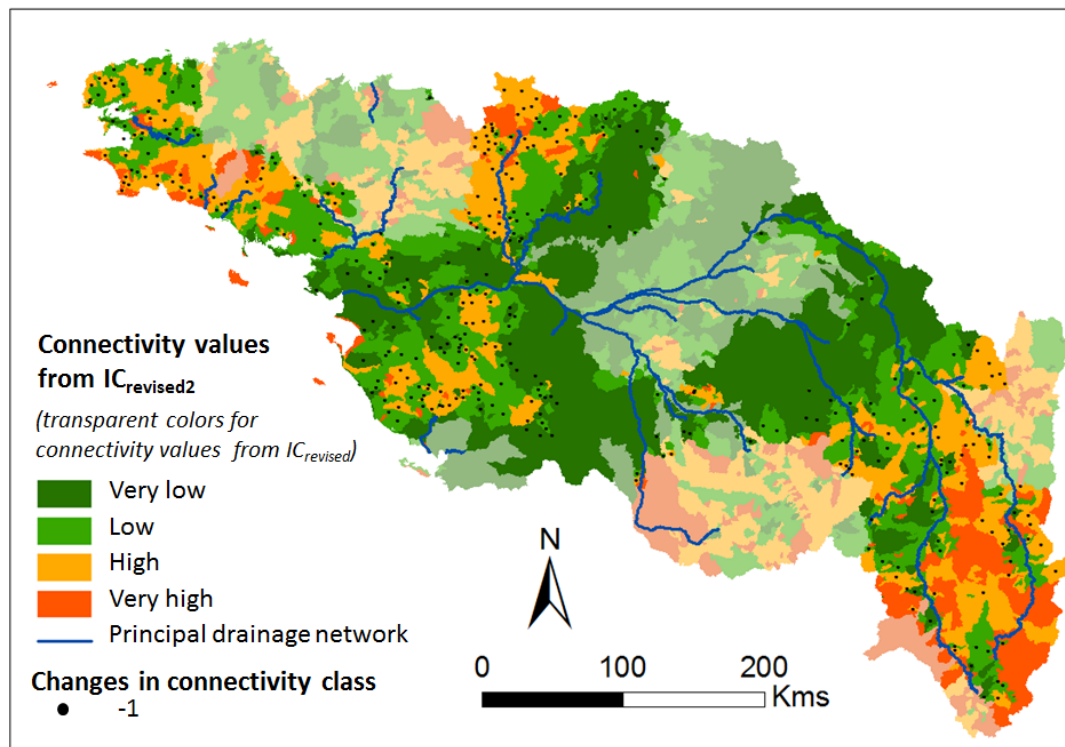 Connectivity values
from ICrevised2
(transparent colors for
connectivity values from ICrevised)
Very low
Low
High
Very high
Principal drainage network
Changes in connectivity class
-1
N
0 100 200
Kms